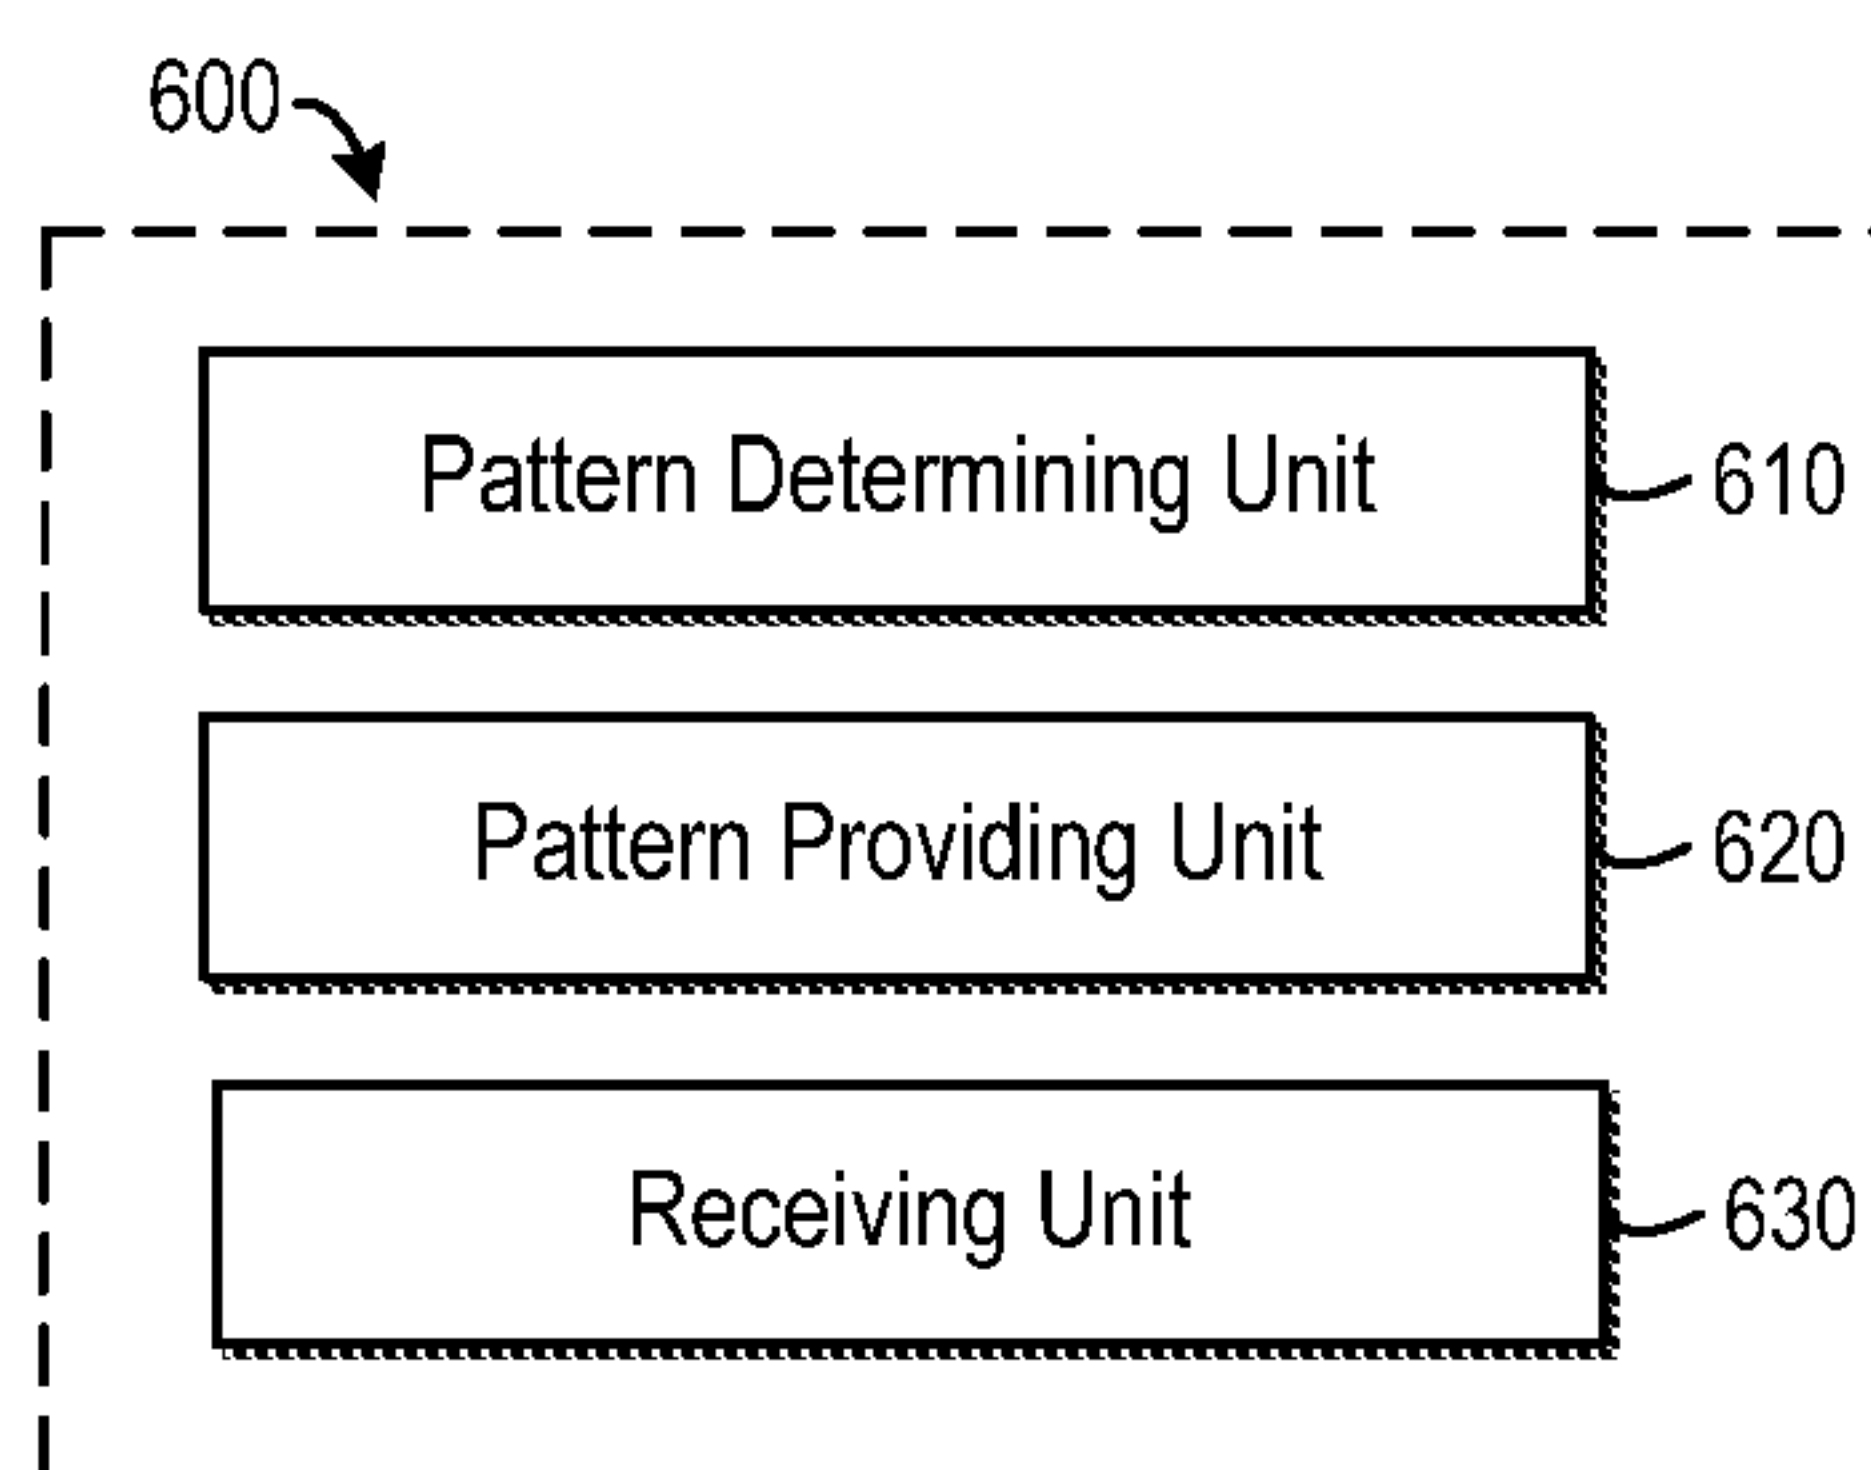 600
Pattern Determining Unit 610
Pattern Providing Unit 620
Receiving Unit 630